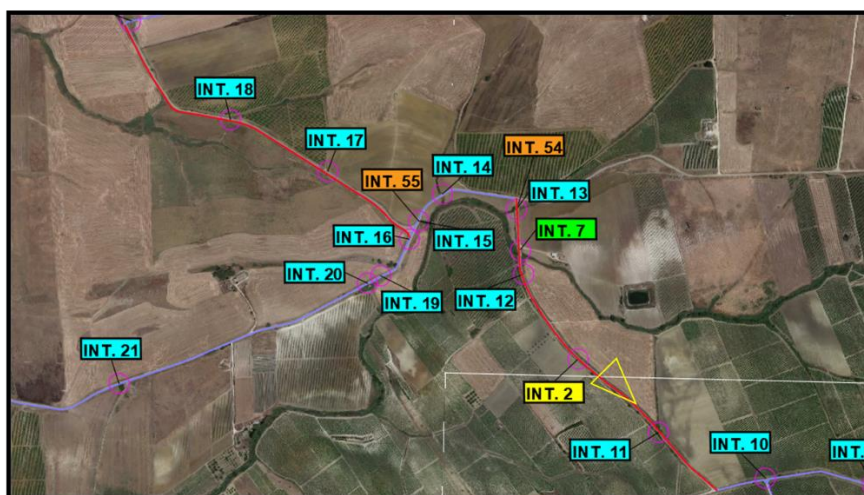 INT. 18
INT. 17
INT. 14
INT. 54
INT. 55
INT. 13
INT. 16
INT. 15
INT. 7
INT. 20
INT. 19
INT. 12
INT. 21
INT. 2
INT. 11
INT. 10
INT.